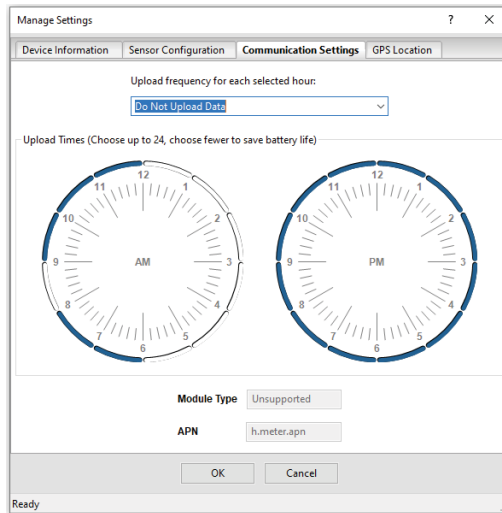 Manage Settings ? X
Device Information Sensor Configuration Communication Settings GPS Location
Upload frequency for each selected hour:
Do Not Upload Data
Upload Times (Choose up to 24, choose fewer to save battery life)
12 1 2 3 4 5 6 7 8 9 10 11
AM
12 1 2 3 4 5 6 7 8 9 10 11
PM
Module Type Unsupported
APN h.meter.apn
OK Cancel
Ready